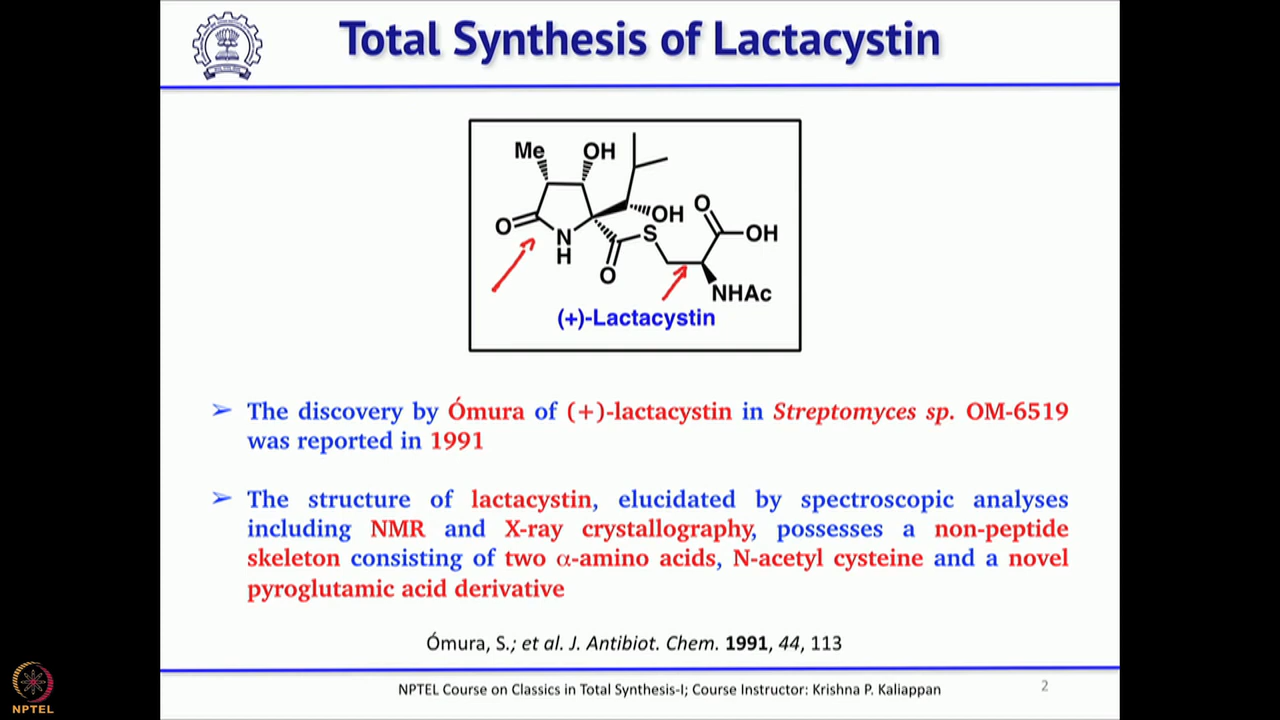 Total Synthesis of Lactacystin
Me OH
OH O
O S OH
N
H
O NHAc
(+)-Lactacystin
➢ The discovery by Ómura of (+)-lactacystin in Streptomyces sp. OM-6519
was reported in 1991
➢ The structure of lactacystin, elucidated by spectroscopic analyses
including NMR and X-ray crystallography, possesses a non-peptide
skeleton consisting of two α-amino acids, N-acetyl cysteine and a novel
pyroglutamic acid derivative
Ómura, S.; et al. J. Antibiot. Chem. 1991, 44, 113
NPTEL Course on Classics in Total Synthesis-I; Course Instructor: Krishna P. Kaliappan
2
NPTEL